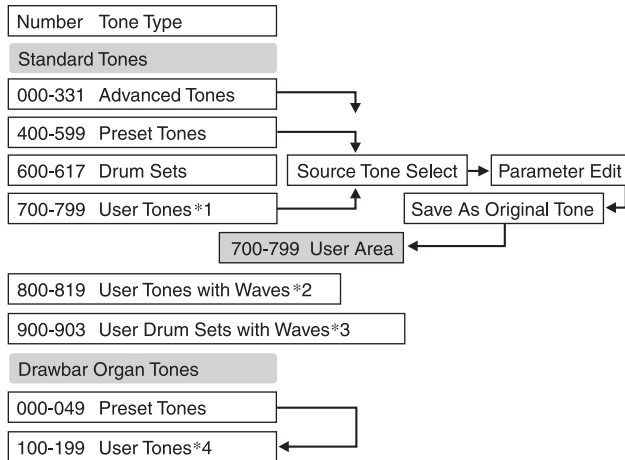 Number Tone Type
Standard Tones
000-331 Advanced Tones
400-599 Preset Tones
600-617 Drum Sets
Source Tone Select
Parameter Edit
700-799 User Tones*1
Save As Original Tone
700-799 User Area
800-819 User Tones with Waves*2
900-903 User Drum Sets with Waves*3
Drawbar Organ Tones
000-049 Preset Tones
100-199 User Tones*4